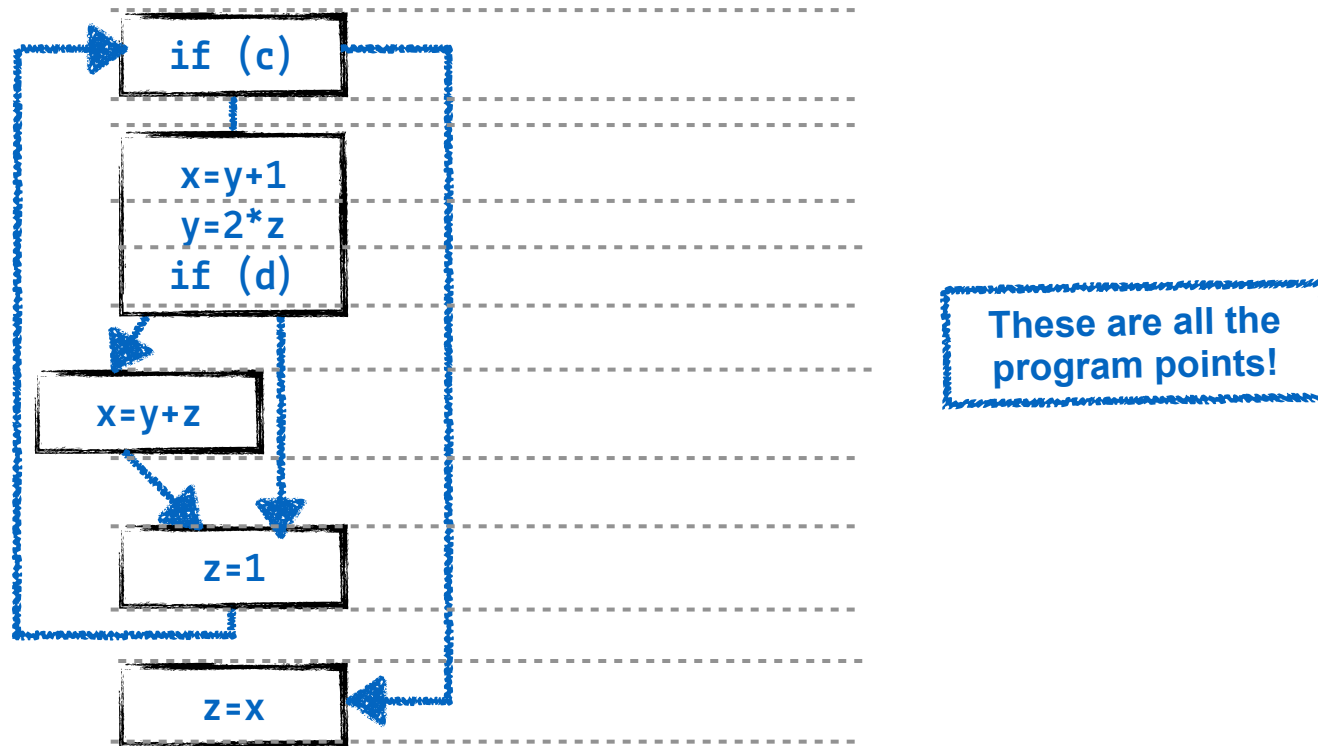 if (c)
x=y+1
y=2*z
if (d)
These are all the
program points!
x=y+z
z=1
z=x